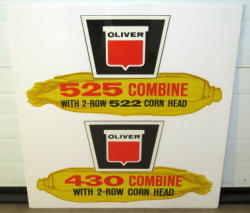 OLIVER
525 COMBINE
WITH 2-ROW 522 CORN HEAD
OLIVER
430 COMBINE
WITH 2-ROW CORN HEAD